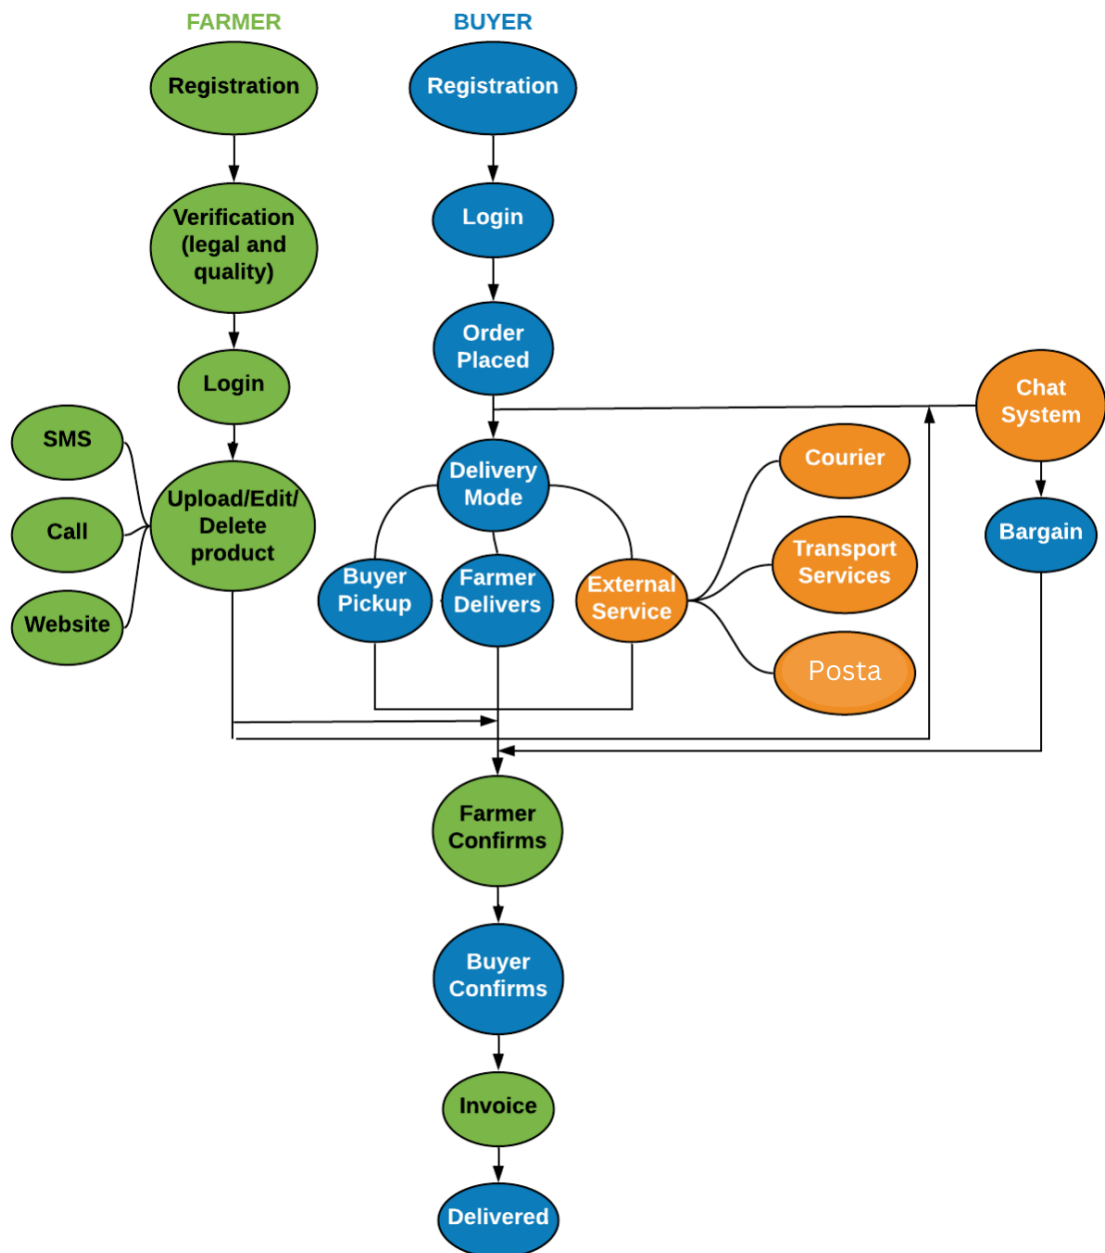 FARMER
BUYER
Registration
Registration
Verification
(legal and
quality)
Login
Order
Placed
Login
Chat
System
SMS
Call
Website
Upload/Edit/
Delete
product
Delivery
Mode
Courier
Transport
Services
Posta
Bargain
Buyer
Pickup
Farmer
Delivers
External
Service
Farmer
Confirms
Buyer
Confirms
Invoice
Delivered